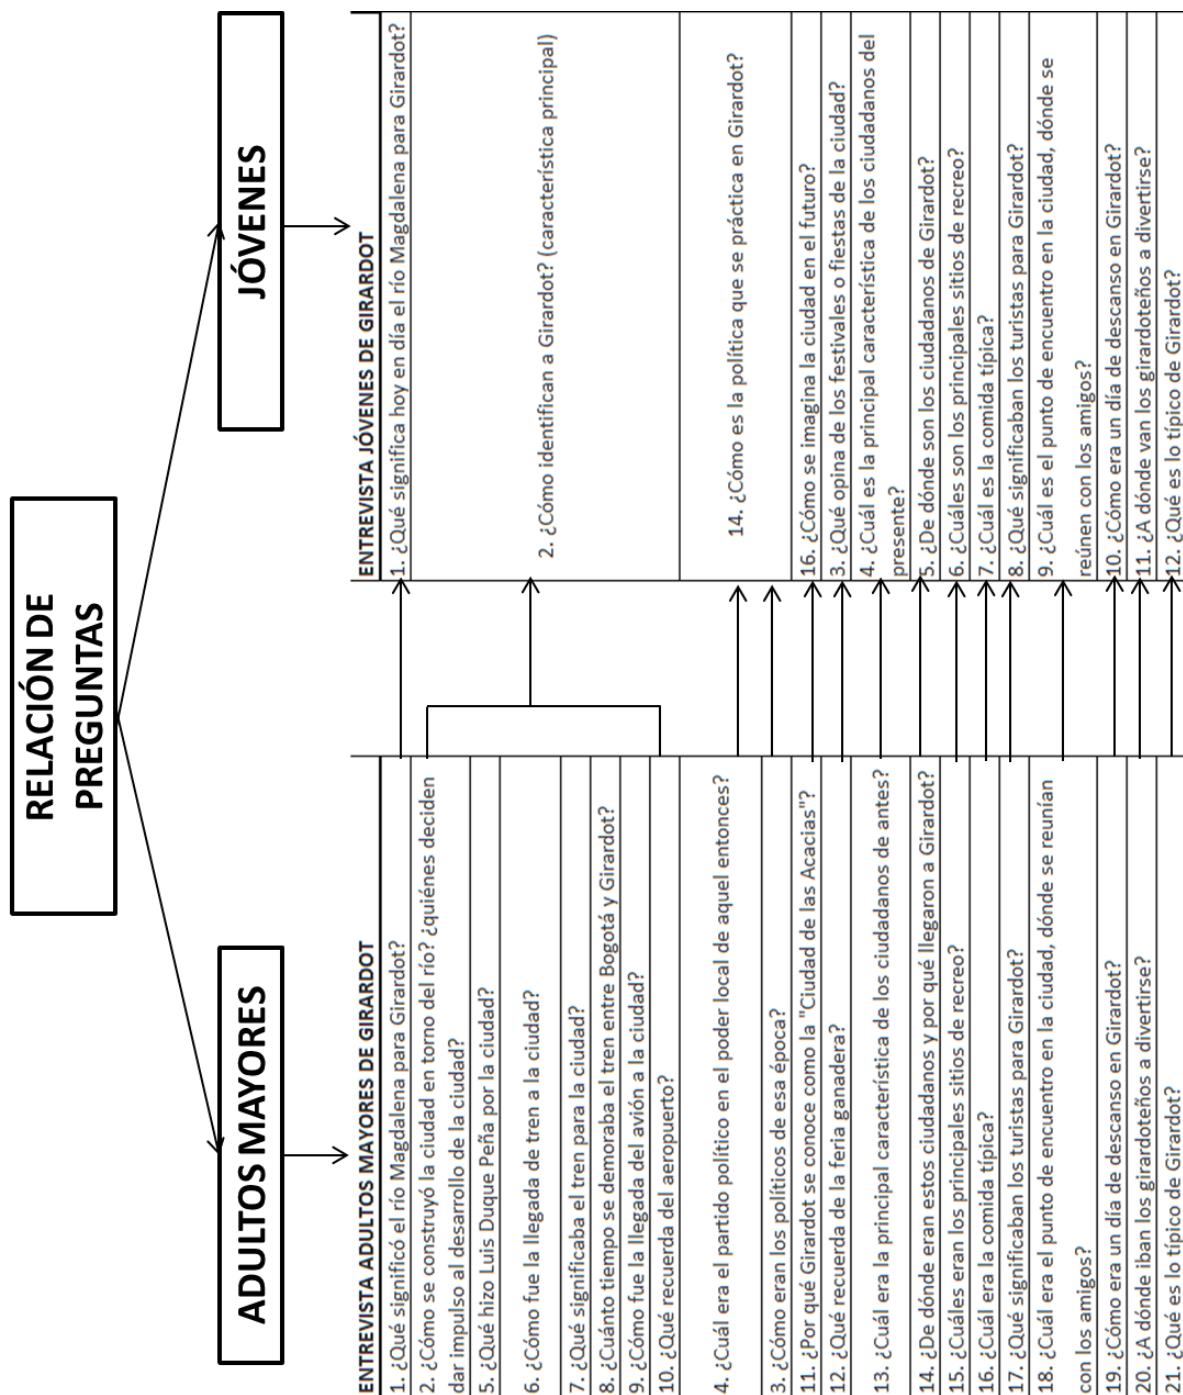 RELACIÓN DE
PREGUNTAS
ADULTOS MAYORES
JÓVENES
ENTREVISTA ADULTOS MAYORES DE GIRARDOT
1. ¿Qué significó el río Magdalena para Girardot?
2. ¿Cómo se construyó la ciudad en torno del río? ¿quiénes deciden
dar impulso al desarrollo de la ciudad?
5. ¿Qué hizo Luis Duque Peña por la ciudad?
6. ¿Cómo fue la llegada de tren a la ciudad?
7. ¿Qué significaba el tren para la ciudad?
8. ¿Cuánto tiempo se demoraba el tren entre Bogotá y Girardot?
9. ¿Cómo fue la llegada del avión a la ciudad?
10. ¿Qué recuerda del aeropuerto?
4. ¿Cuál era el partido político en el poder local de aquel entonces?
3. ¿Cómo eran los políticos de esa época?
11. ¿Por qué Girardot se conoce como la "Ciudad de las Acacias"?
12. ¿Qué recuerda de la feria ganadera?
13. ¿Cuál era la principal característica de los ciudadanos de antes?
14. ¿De dónde eran estos ciudadanos y por qué llegaron a Girardot?
15. ¿Cuáles eran los principales sitios de recreo?
16. ¿Cuál era la comida típica?
17. ¿Qué significaban los turistas para Girardot?
18. ¿Cuál era el punto de encuentro en la ciudad, dónde se reunían
con los amigos?
19. ¿Cómo era un día de descanso en Girardot?
20. ¿A dónde iban los girardoteños a divertirse?
21. ¿Qué es lo típico de Girardot?
ENTREVISTA JÓVENES DE GIRARDOT
1. ¿Qué significa hoy en día el río Magdalena para Girardot?
2. ¿Cómo identifican a Girardot? (característica principal)
14. ¿Cómo es la política que se práctica en Girardot?
16. ¿Cómo se imagina la ciudad en el futuro?
3. ¿Qué opina de los festivales o fiestas de la ciudad?
4. ¿Cuál es la principal característica de los ciudadanos del
presente?
5. ¿De dónde son los ciudadanos de Girardot?
6. ¿Cuáles son los principales sitios de recreo?
7. ¿Cuál es la comida típica?
8. ¿Qué significaban los turistas para Girardot?
9. ¿Cuál es el punto de encuentro en la ciudad, dónde se
reúnen con los amigos?
10. ¿Cómo era un día de descanso en Girardot?
11. ¿A dónde van los girardoteños a divertirse?
12. ¿Qué es lo típico de Girardot?